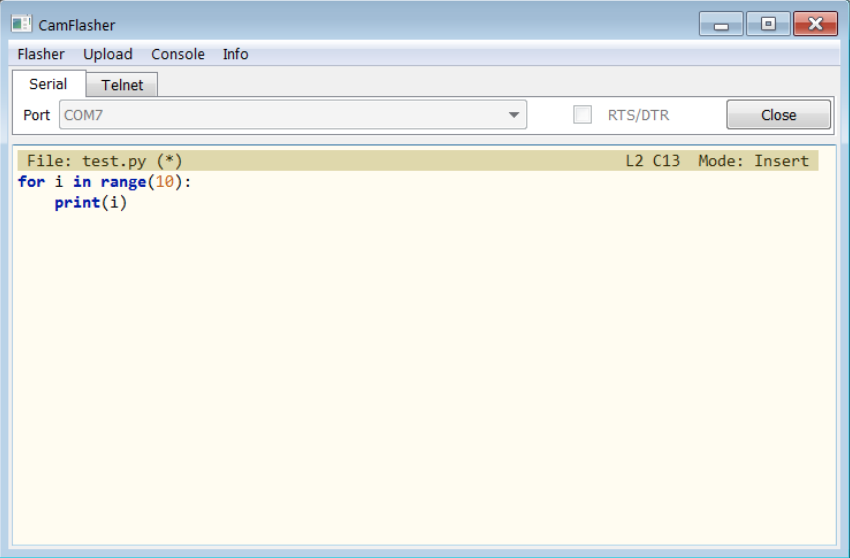 CamFlasher
Flasher Upload Console Info
Serial Telnet
Port COM7 RTS/DTR Close
File: test.py (*) L2 C13 Mode: Insert
for i in range(10):
    print(i)